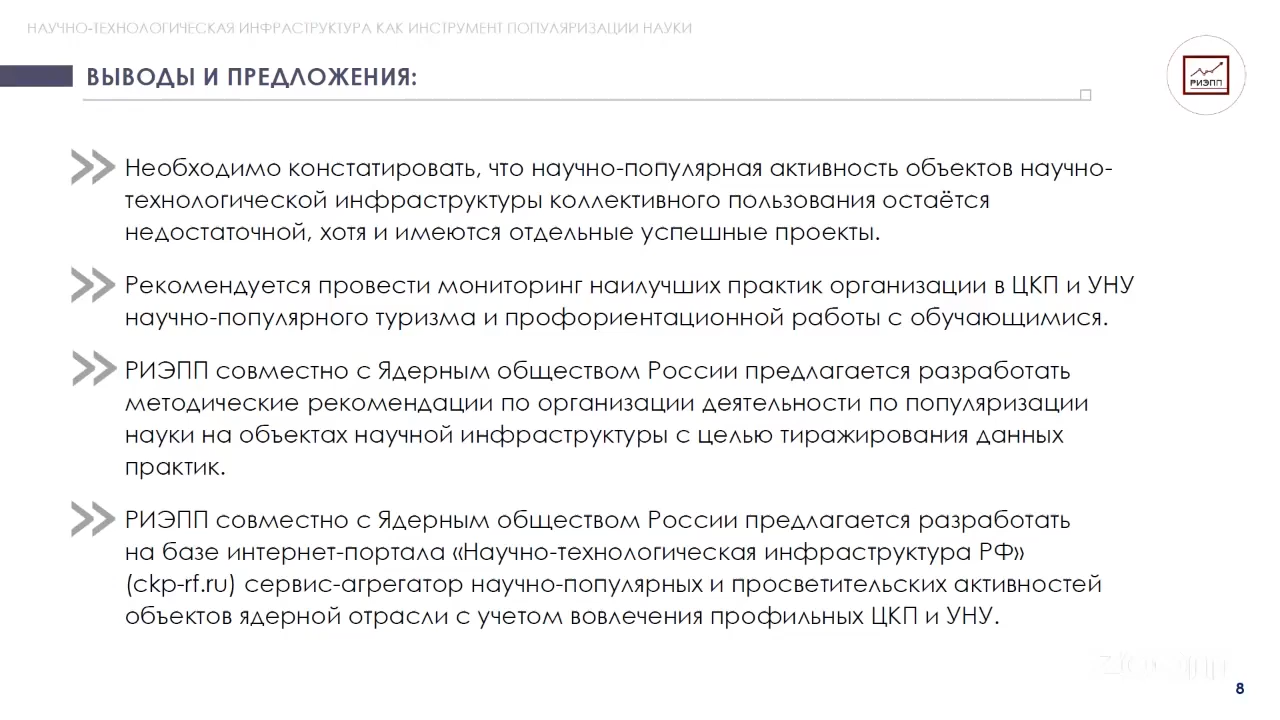 НАУЧНО-ТЕХНОЛОГИЧЕСКАЯ ИНФРАСТРУКТУРА КАК ИНСТРУМЕНТ ПОПУЛЯРИЗАЦИИ НАУКИ
ВЫВОДЫ И ПРЕДЛОЖЕНИЯ:
РИЭПП
Необходимо констатировать, что научно-популярная активность объектов научно-
технологической инфраструктуры коллективного пользования остаётся
недостаточной, хотя и имеются отдельные успешные проекты.
Рекомендуется провести мониторинг наилучших практик организации в ЦКП и УНУ
научно-популярного туризма и профориентационной работы с обучающимися.
РИЭПП совместно с Ядерным обществом России предлагается разработать
методические рекомендации по организации деятельности по популяризации
науки на объектах научной инфраструктуры с целью тиражирования данных
практик.
РИЭПП совместно с Ядерным обществом России предлагается разработать
на базе интернет-портала «Научно-технологическая инфраструктура РФ»
(ckp-rf.ru) сервис-агрегатор научно-популярных и просветительских активностей
объектов ядерной отрасли с учетом вовлечения профильных ЦКП и УНУ.
8